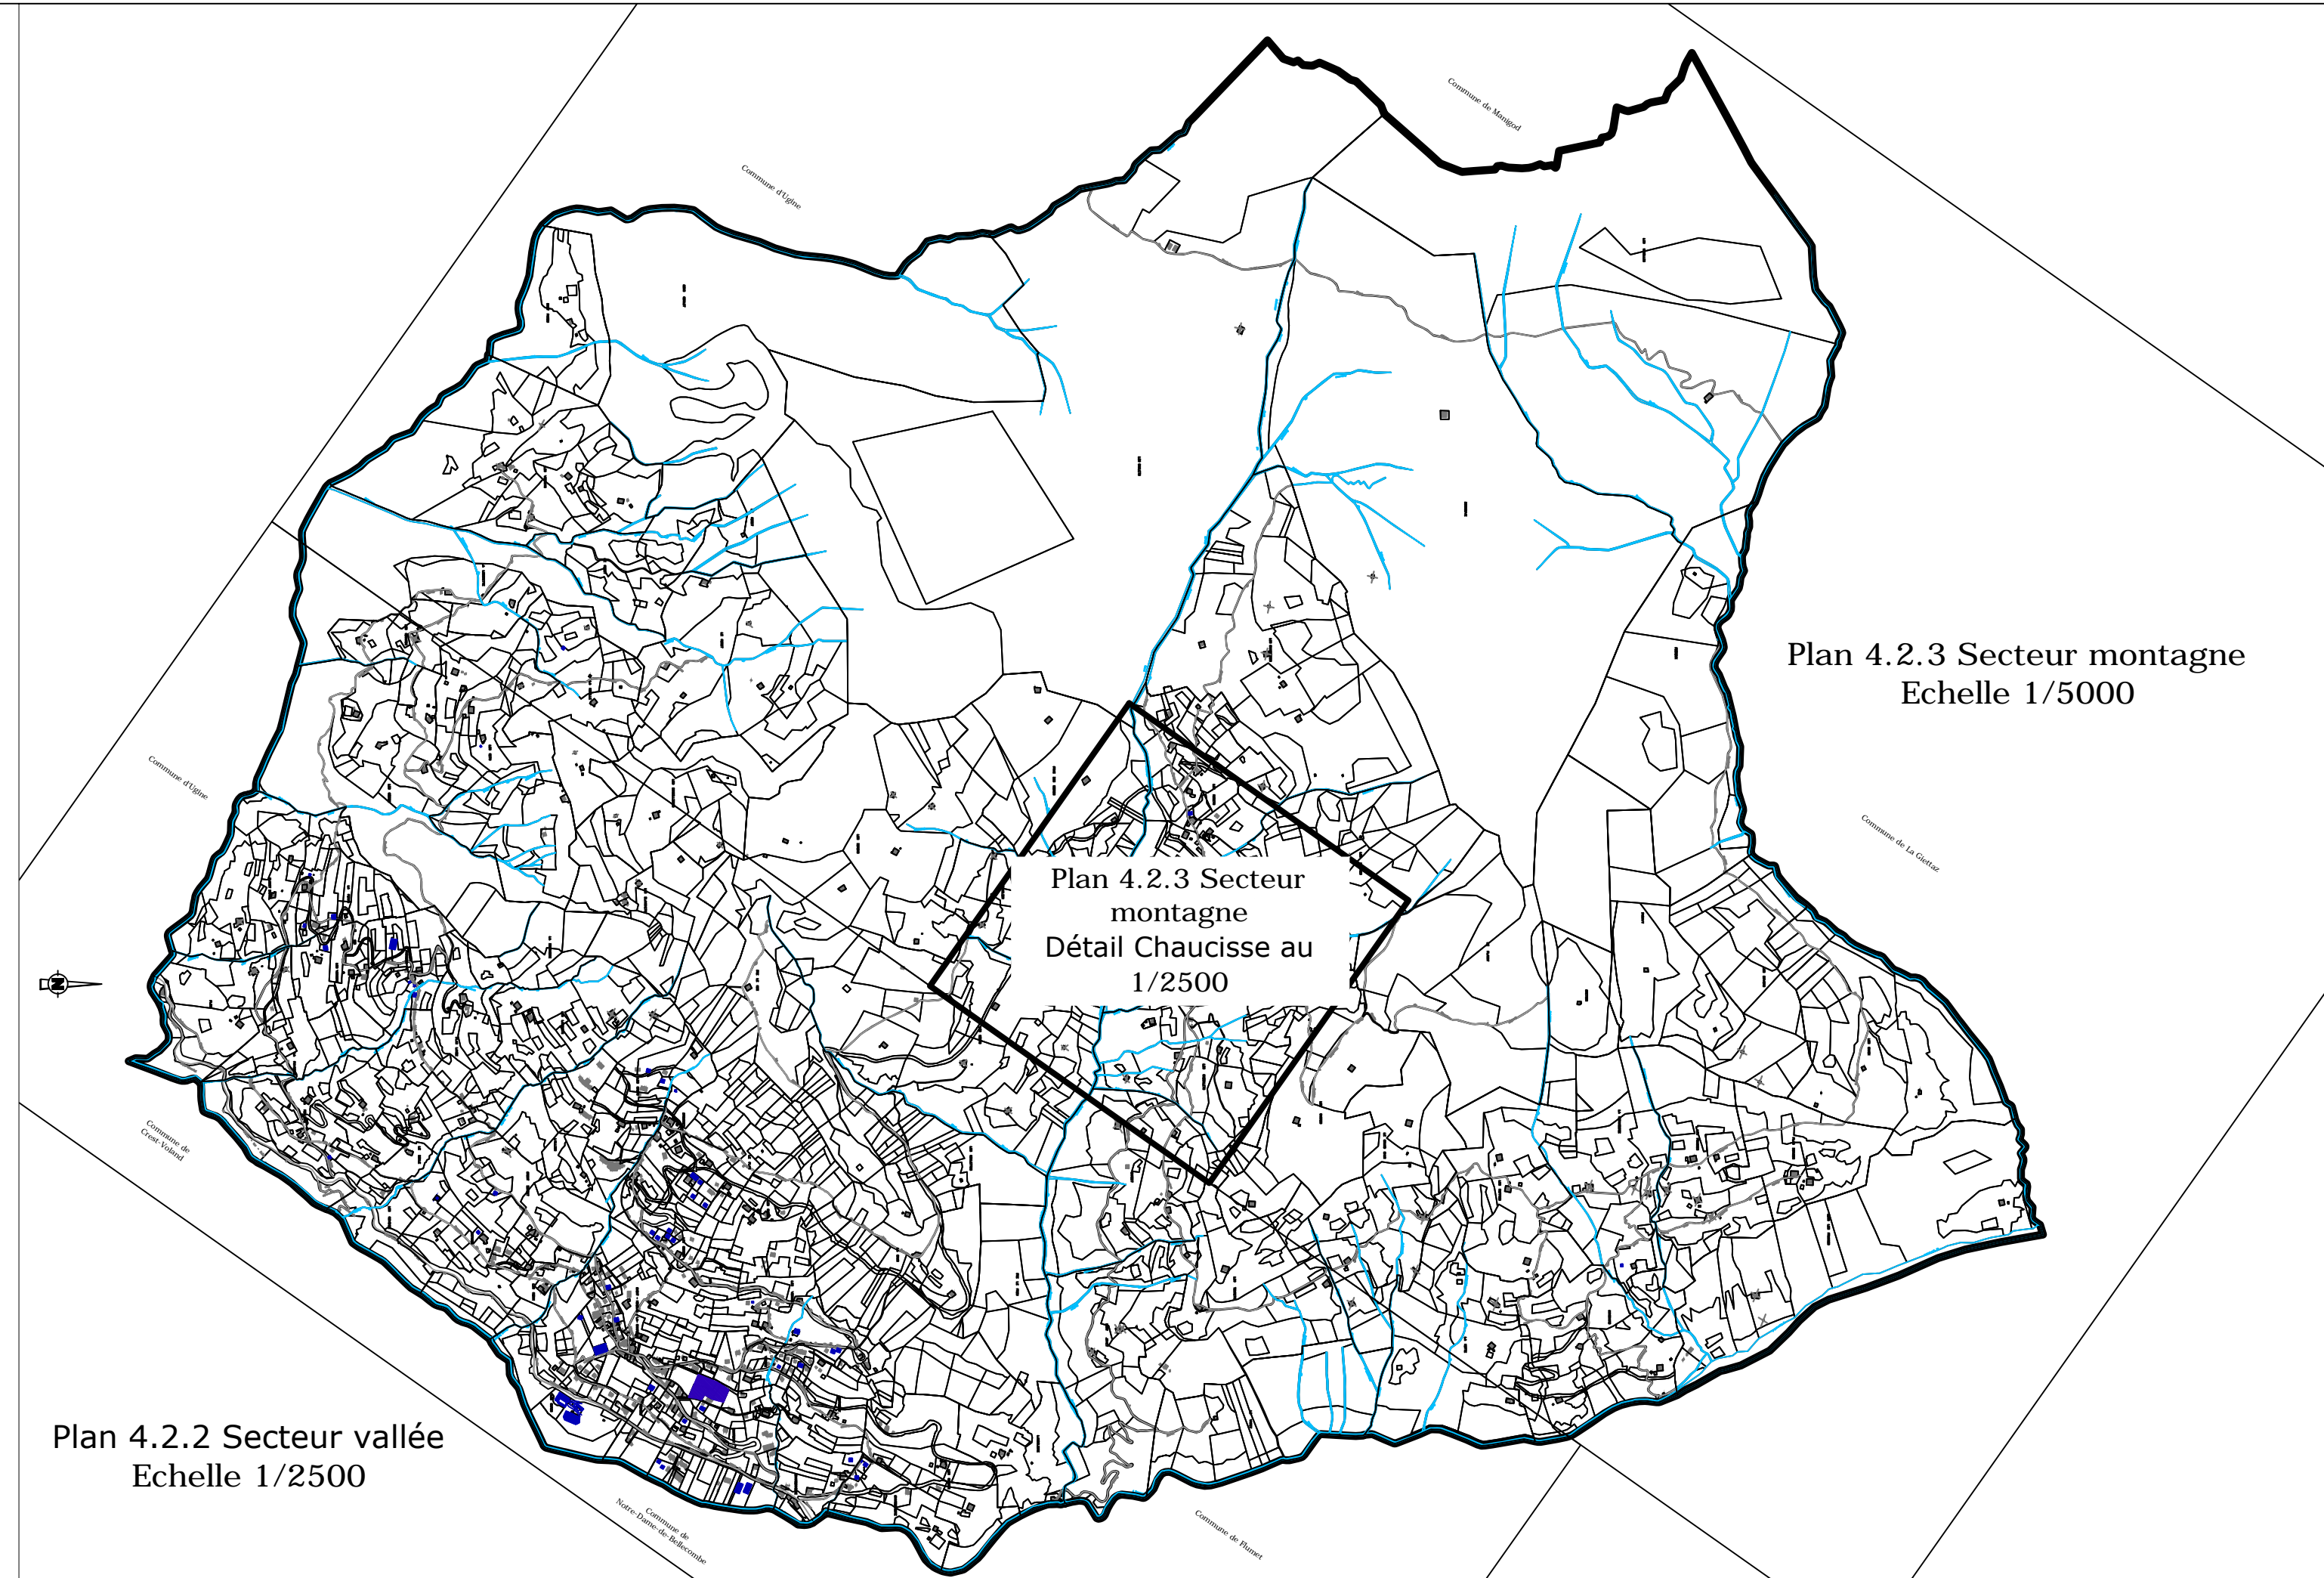 Commune de Manigod
Commune d'Ugine
Plan 4.2.3 Secteur montagne
Echelle 1/5000
Commune d'Ugine
Commune de La Giettaz
Plan 4.2.3 Secteur
montagne
Détail Chaucisse au
1/2500
N
Commune de
Crest-Voland
Plan 4.2.2 Secteur vallée
Echelle 1/2500
Commune de
Notre-Dame-de-Bellecombe
Commune de Flumet